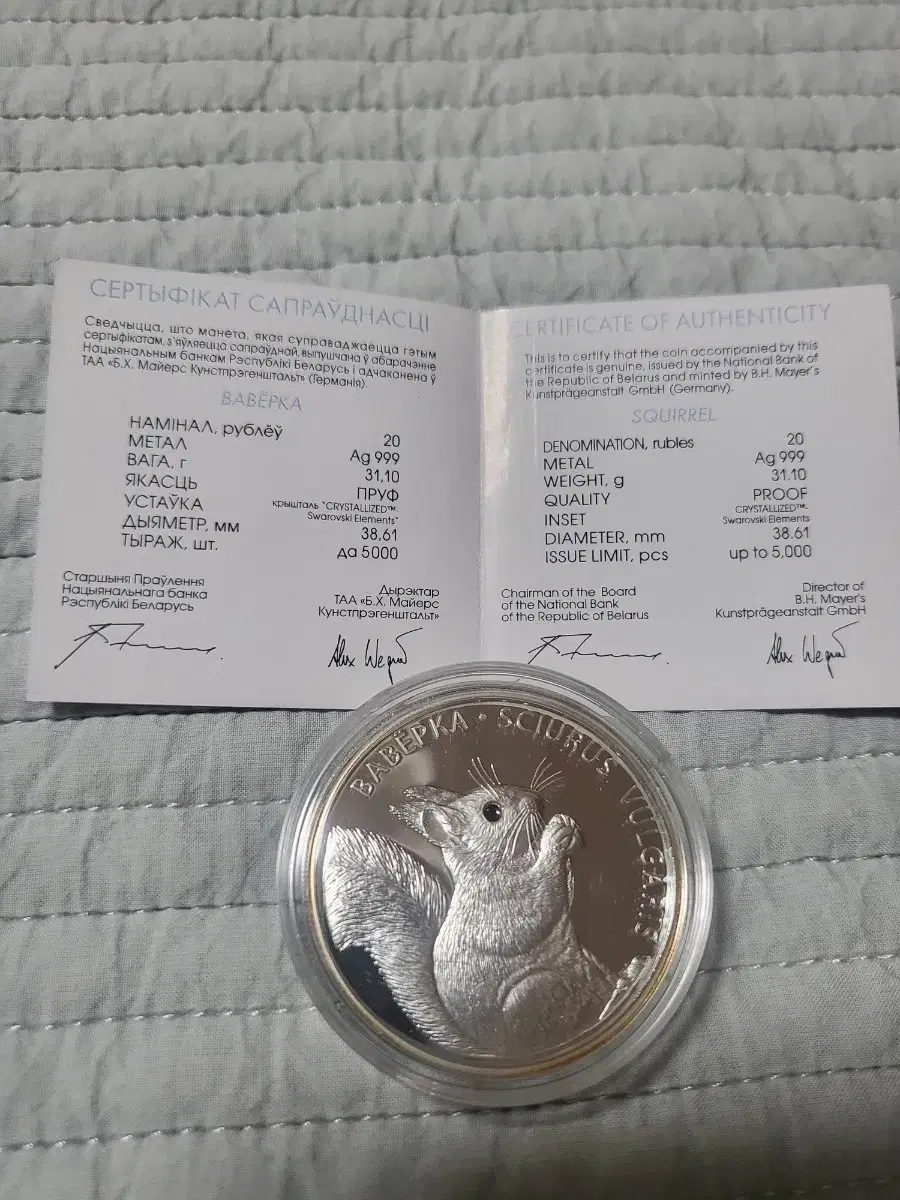 СЕРТЫФІКАТ САПРАЎДНАСЦІ
Сведчыцца, што манета, якая суправаджаецца гэтым
сертыфікатам, з'яўляецца сапраўднай, выпушчана ў абарачэнне
Нацыянальным банкам Рэспублікі Беларусь і адчаканена ў
ТАА «Б.Х. Майерс Кунстпрэгенштальт» (Германія).
ВАВЁРКА
НАМІНАЛ, рублёў 20
МЕТАЛ Ag 999
ВАГА, г 31,10
ЯКАСЦЬ ПРУФ
УСТАЎКА крышталь "CRYSTALLIZED™-
Swarovski Elements"
ДЫЯМЕТР, мм 38,61
ТЫРАЖ, шт. да 5000
Старшыня Праўлення
Нацыянальнага банка
Рэспублікі Беларусь
Дырэктар
ТАА «Б.Х. Майерс
Кунстпрэгенштальт»
CERTIFICATE OF AUTHENTICITY
This is to certify that the coin accompanied by this
certificate is genuine, issued by the National Bank of
the Republic of Belarus and minted by B.H. Mayer's
Kunstprägeanstalt GmbH (Germany).
SQUIRREL
DENOMINATION, rubles 20
METAL Ag 999
WEIGHT, g 31.10
QUALITY PROOF
INSET CRYSTALLIZED™-
Swarovski Elements
DIAMETER, mm 38.61
ISSUE LIMIT, pcs up to 5,000
Chairman of the Board
of the National Bank
of the Republic of Belarus
Director of
B.H. Mayer's
Kunstprägeanstalt GmbH
ВАВЁРКА · SCIURUS VULGARIS